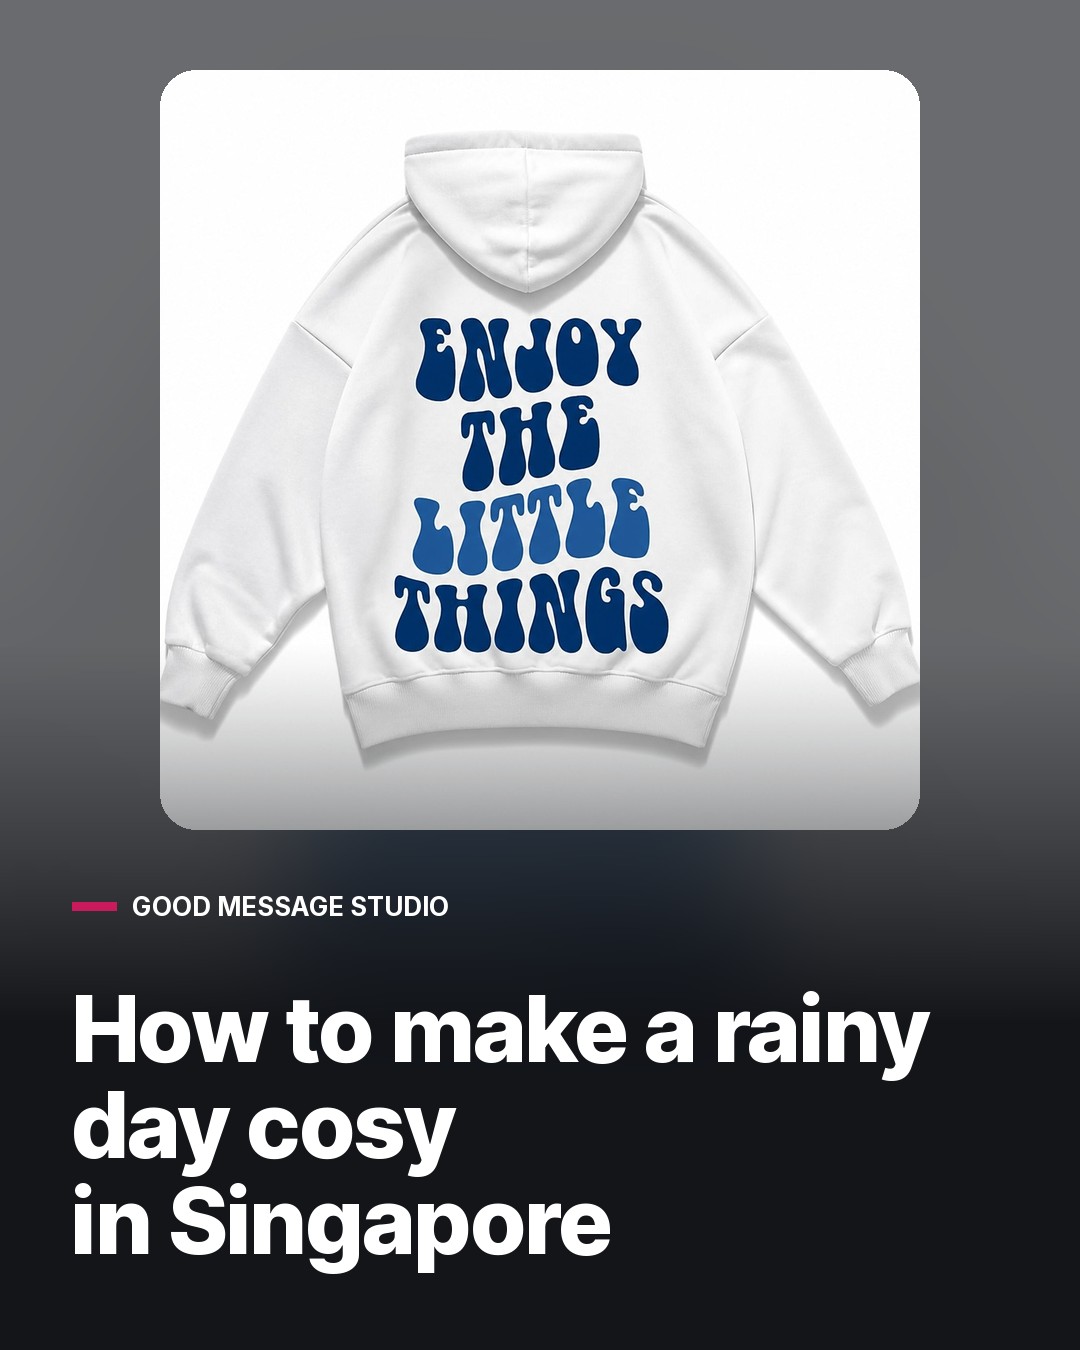 ENJOY
THE
LITTLE
THINGS
GOOD MESSAGE STUDIO
How to make a rainy
day cosy
in Singapore